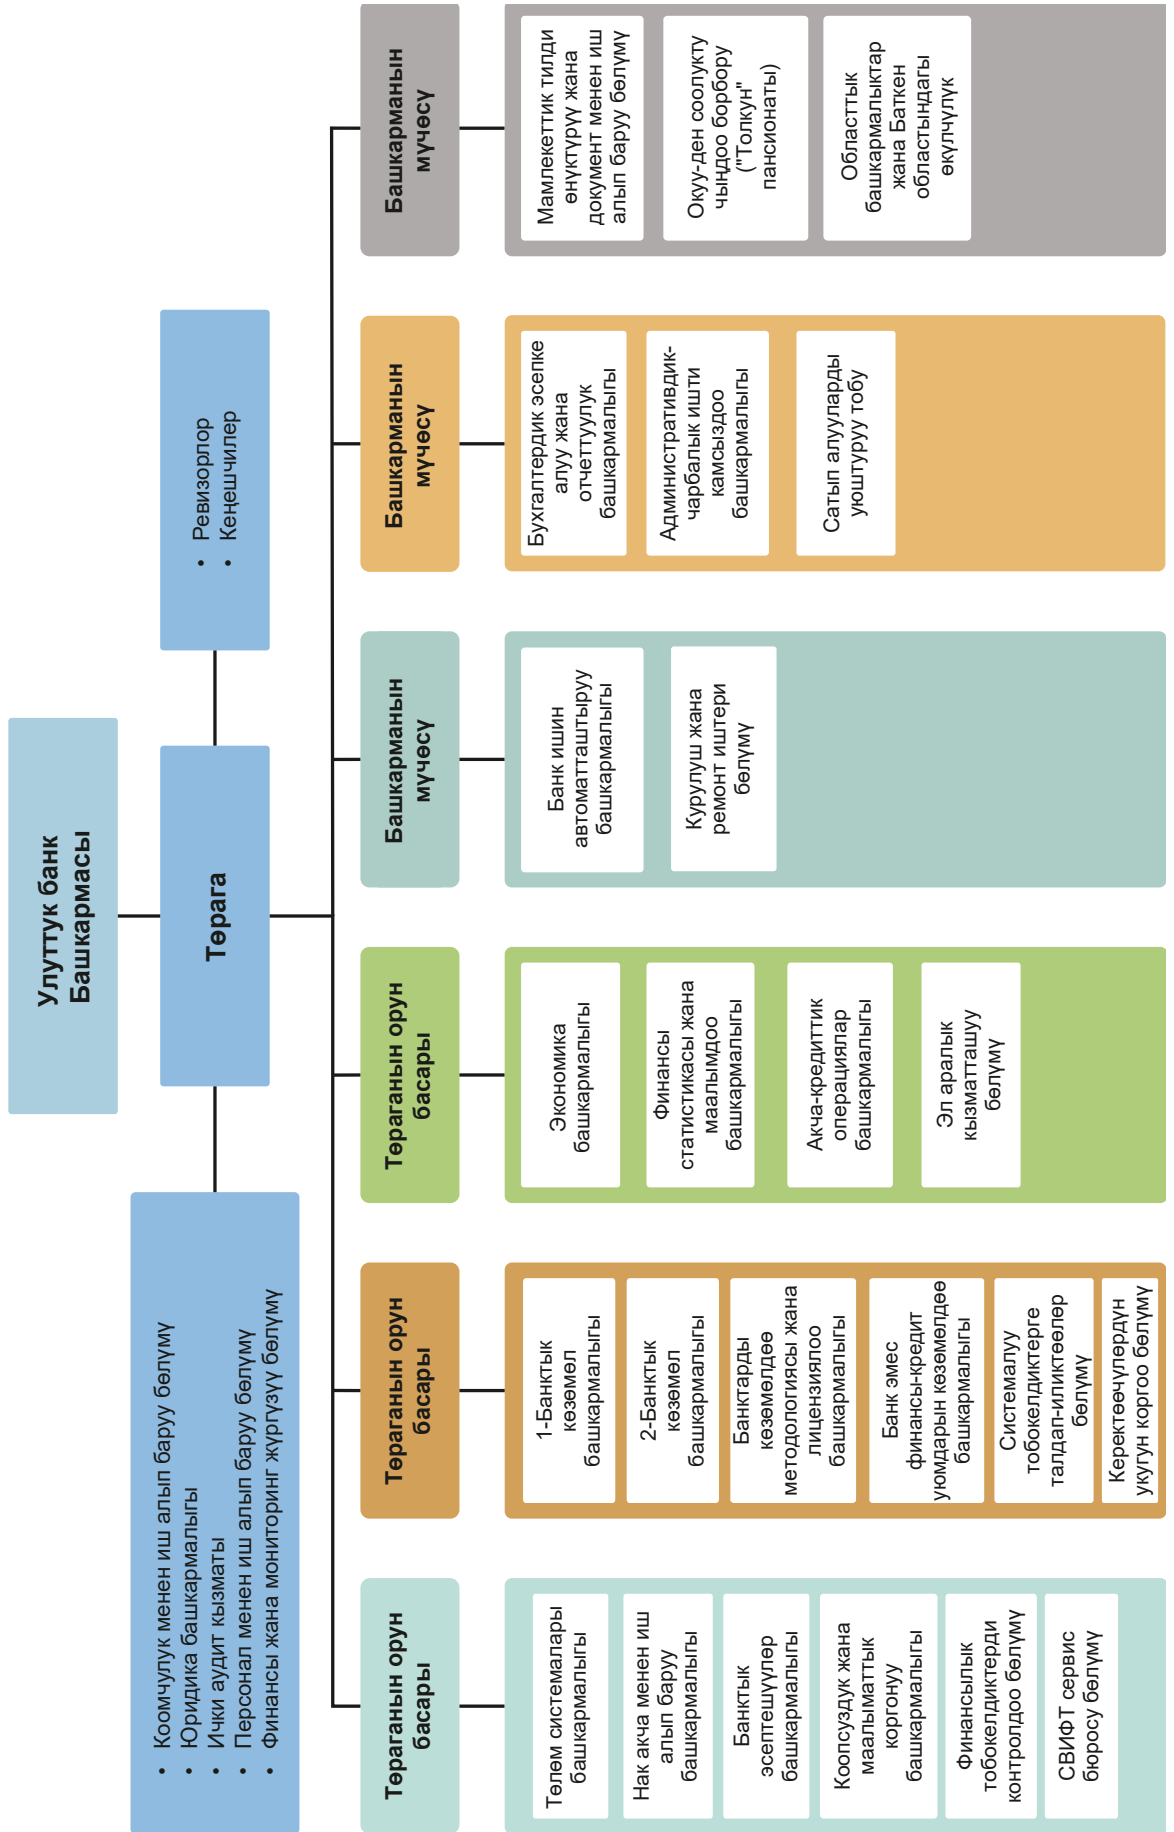 Улуттук банк
Башкармасы
• Коомчулук менен иш алып баруу бөлүмү
• Юридика башкармалыгы
• Ички аудит кызматы
• Персонал менен иш алып баруу бөлүмү
• Финансы жана мониторинг жүргүзүү бөлүмү
Төрага
• Ревизорлор
• Кеңешчилер
Төраганын орун
басары
Төлөм системалары
башкармалыгы
Нак акча менен иш
алып баруу
башкармалыгы
Банктык
эсептешүүлөр
башкармалыгы
Коопсуздук жана
маалыматтык
коргонуу
башкармалыгы
Финансылык
тобокелдиктерди
контролдоо бөлүмү
СВИФТ сервис
бюросу бөлүмү
Төраганын орун
басары
1-Банктык
көзөмөл
башкармалыгы
2-Банктык
көзөмөл
башкармалыгы
Банктарды
көзөмөлдөө
методологиясы жана
лицензиялоо
башкармалыгы
Банк эмес
финансы-кредит
уюмдарын көзөмөлдөө
башкармалыгы
Системалуу
тобокелдиктерге
талдап-иликтөөлөр
бөлүмү
Керектөөчүлөрдүн
укугун коргоо бөлүмү
Төраганын орун
басары
Экономика
башкармалыгы
Финансы
статистикасы жана
маалымдоо
башкармалыгы
Акча-кредиттик
операциялар
башкармалыгы
Эл аралык
кызматташуу
бөлүмү
Башкарманын
мүчөсү
Банк ишин
автоматташтыруу
башкармалыгы
Курулуш жана
ремонт иштери
бөлүмү
Башкарманын
мүчөсү
Бухгалтердик эсепке
алуу жана
отчеттуулук
башкармалыгы
Административдик-
чарбалык ишти
камсыздоо
башкармалыгы
Сатып алууларды
уюштуруу тобу
Башкарманын
мүчөсү
Мамлекеттик тилди
өнүктүрүү жана
документ менен иш
алып баруу бөлүмү
Окуу-ден соолукту
чыңдоо борбору
("Толкун"
пансионаты)
Областтык
башкармалыктар
жана Баткен
областындагы
өкүлчүлүк